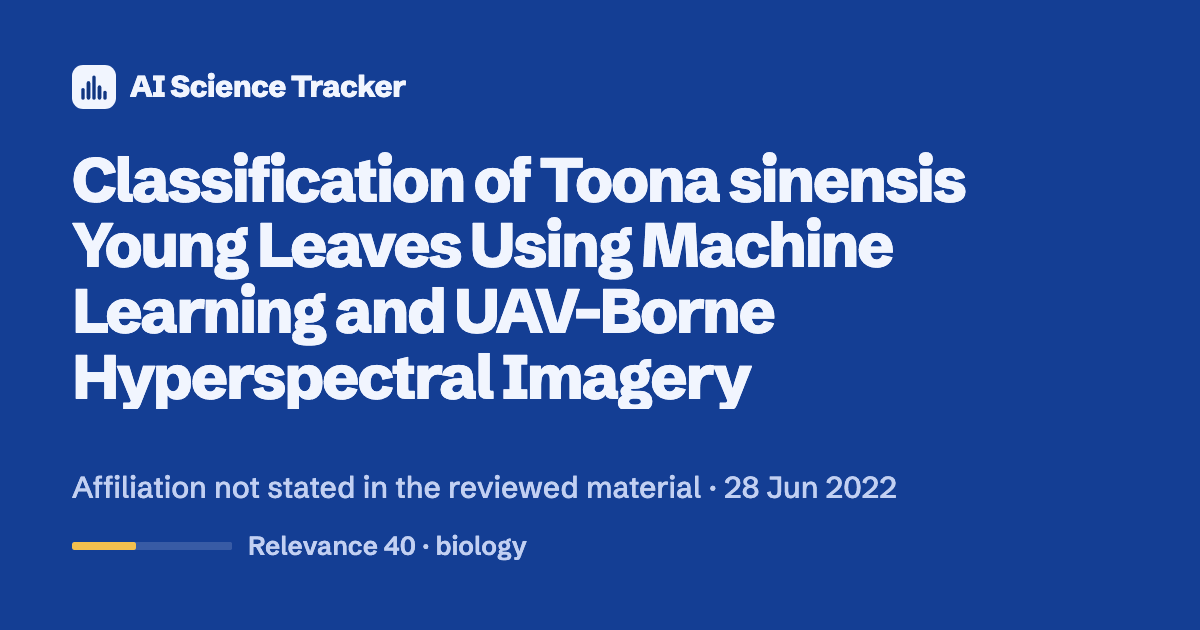 AI Science Tracker
Classification of Toona sinensis
Young Leaves Using Machine
Learning and UAV-Borne
Hyperspectral Imagery
Affiliation not stated in the reviewed material · 28 Jun 2022
Relevance 40 · biology